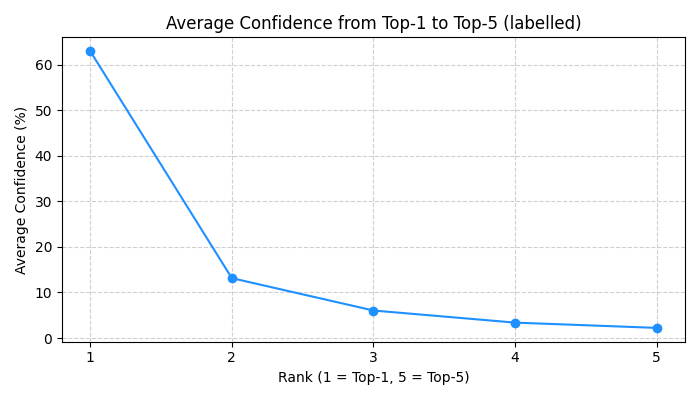 Average Confidence from Top-1 to Top-5 (labelled)
60
50
40
30
20
10
0
Average Confidence (%)
1 2 3 4 5
Rank (1 = Top-1, 5 = Top-5)